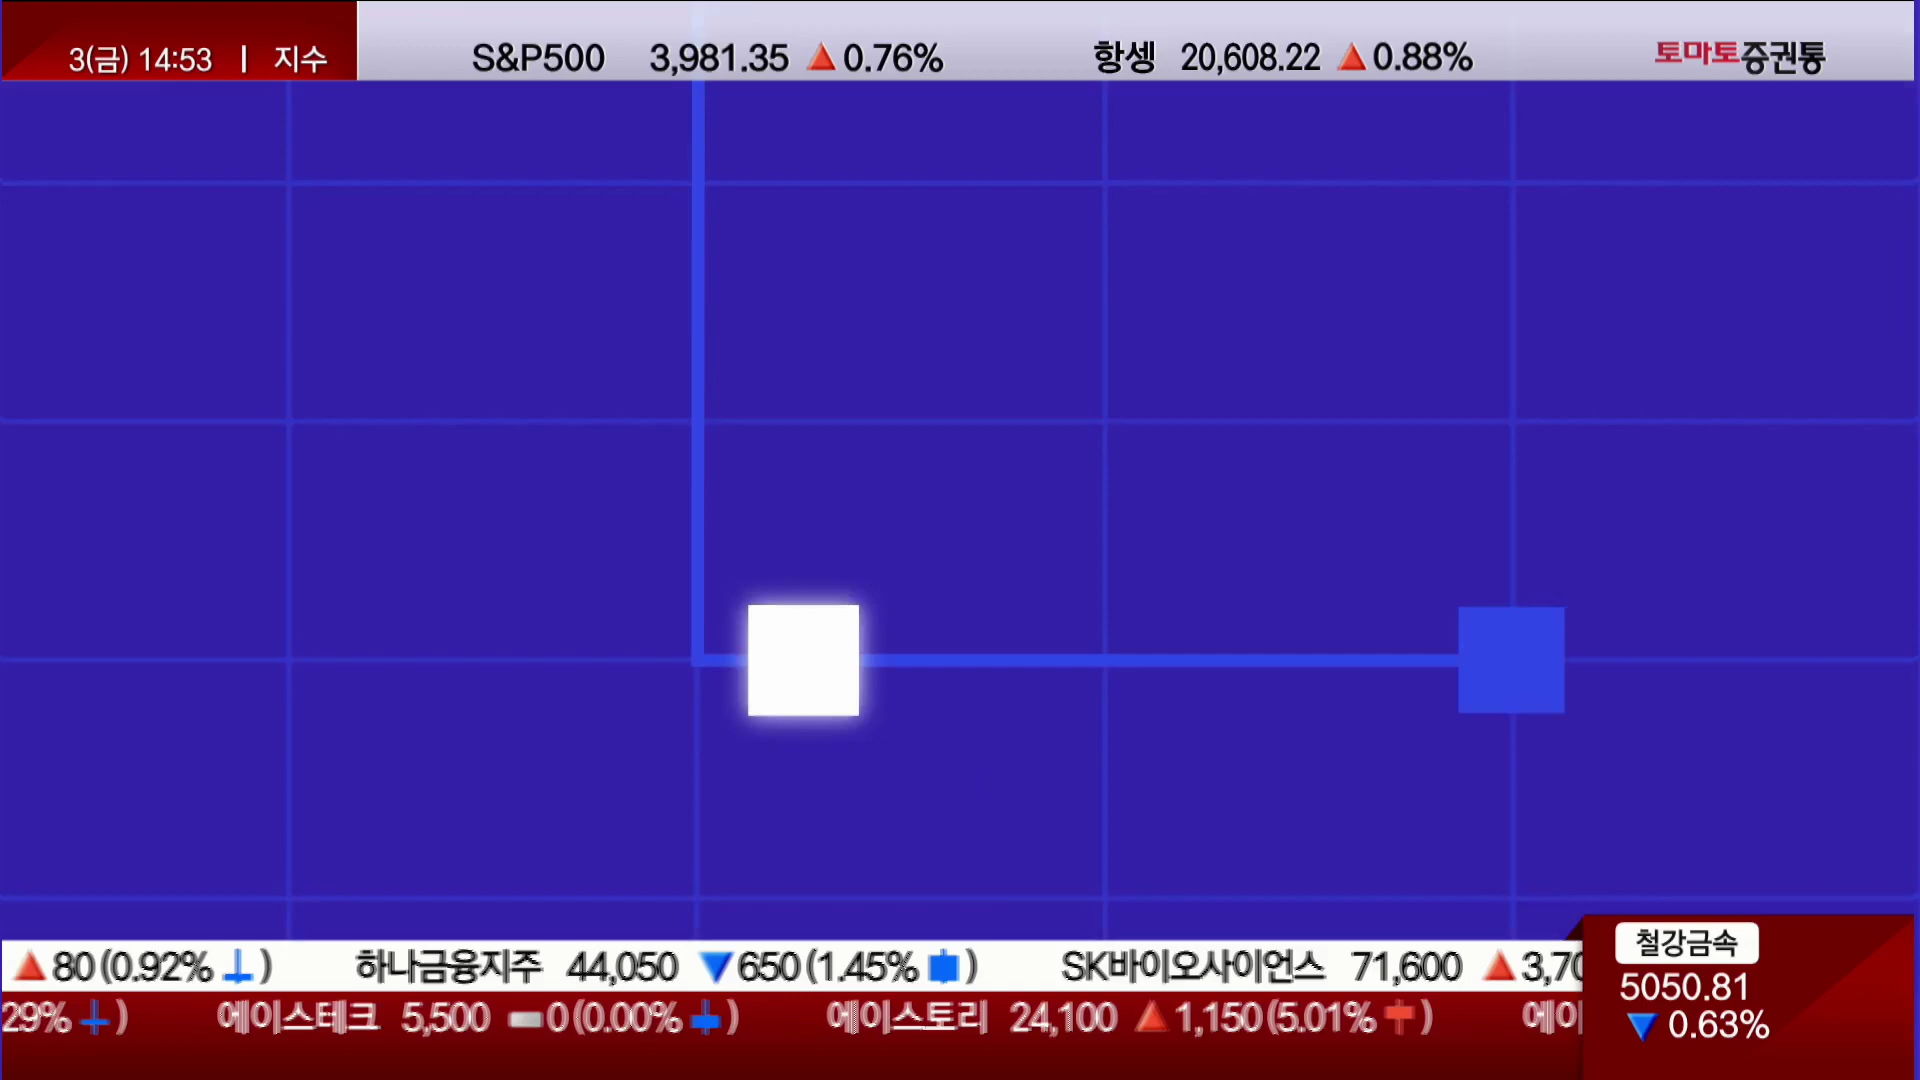 3(금) 14:53 | 지수
S&P500 3,981.35 ▲ 0.76% 항셍 20,608.22 ▲ 0.88%
토마토증권통
▲ 80 (0.92% ) 하나금융지주 44,050 ▼ 650 (1.45% ) SK바이오사이언스 71,600 ▲ 3,70
29% ) 에이스테크 5,500 0 (0.00% ) 에이스토리 24,100 ▲ 1,150 (5.01% ) 에이
철강금속
5050.81
▼ 0.63%